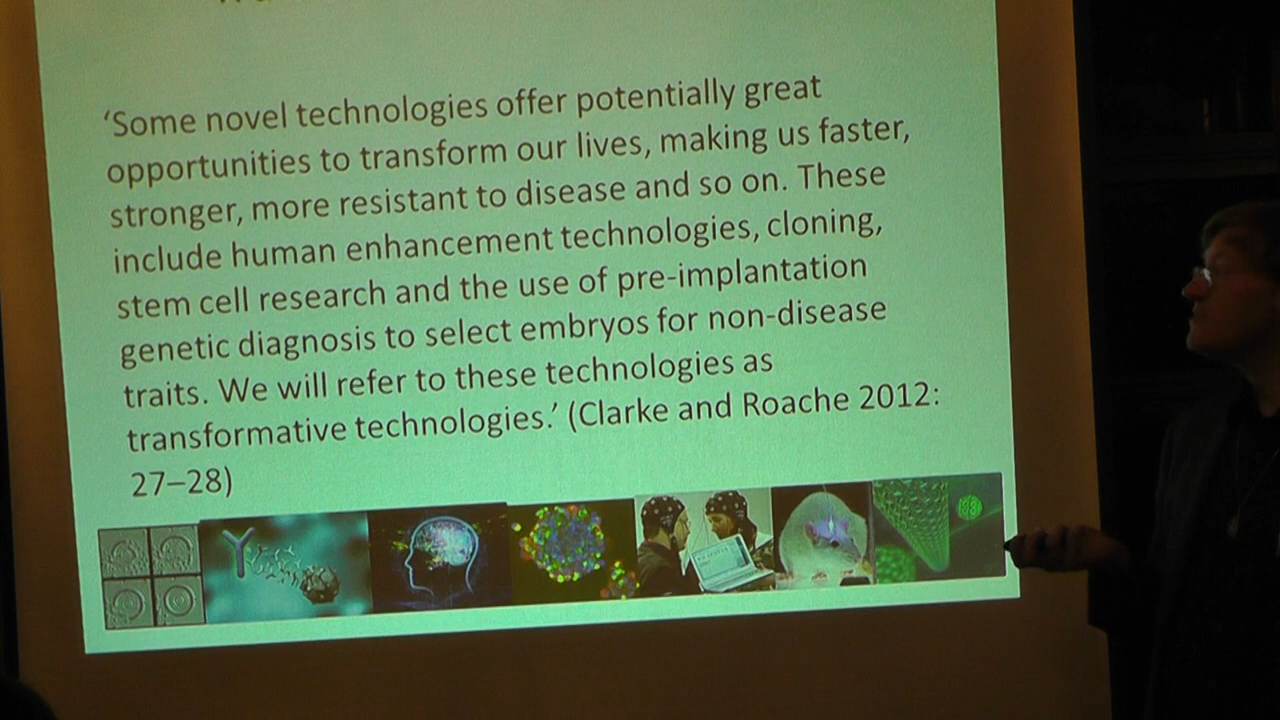 ‘Some novel technologies offer potentially great
opportunities to transform our lives, making us faster,
stronger, more resistant to disease and so on. These
include human enhancement technologies, cloning,
stem cell research and the use of pre-implantation
genetic diagnosis to select embryos for non-disease
traits. We will refer to these technologies as
transformative technologies.’ (Clarke and Roache 2012:
27–28)